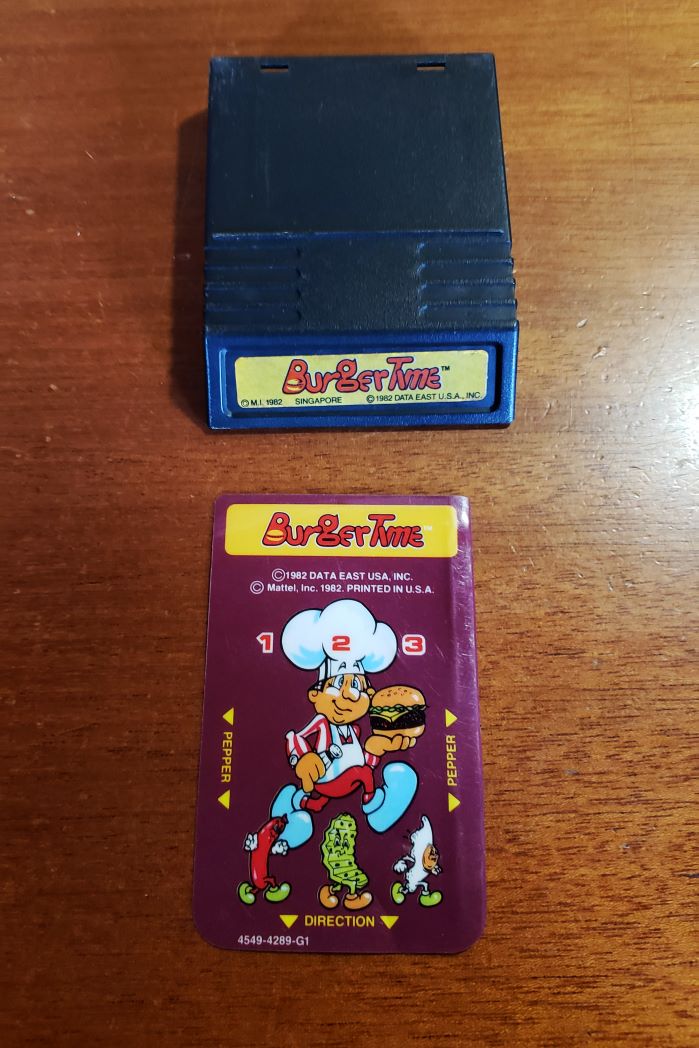 BurgerTime™
© M.I. 1982 SINGAPORE © 1982 DATA EAST U.S.A., INC.
BurgerTime™
©1982 DATA EAST USA, INC.
© Mattel, Inc. 1982. PRINTED IN U.S.A.
1 2 3
PEPPER
PEPPER
DIRECTION
4549-4289-G1